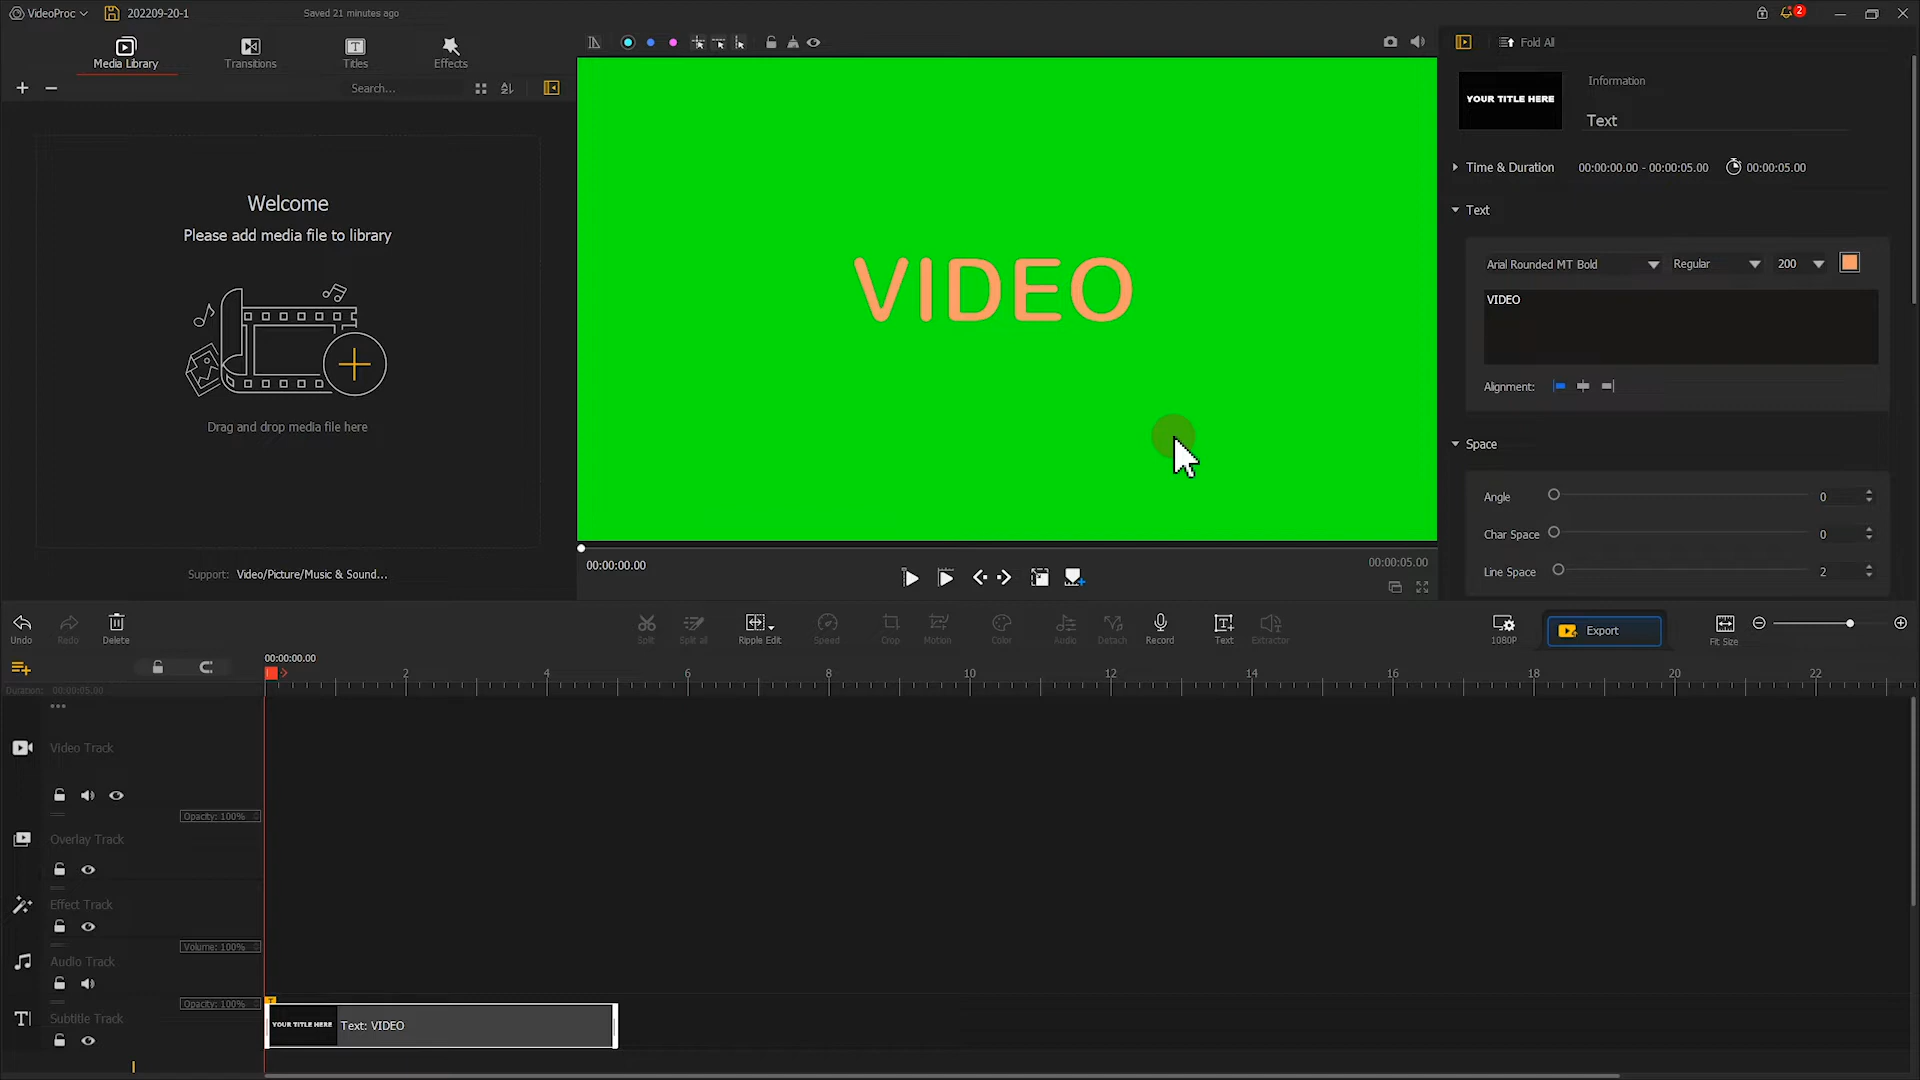 VideoProc
202209-20-1
Saved 21 minutes ago
2
Media Library
Transitions
Titles
Effects
Search...
Welcome
Please add media file to library
Drag and drop media file here
Support: Video/Picture/Music & Sound...
VIDEO
00:00:00.00
00:00:05.00
Fold All
YOUR TITLE HERE
Information
Text
Time & Duration
00:00:00.00 - 00:00:05.00
00:00:05.00
Text
Arial Rounded MT Bold
Regular
200
VIDEO
Alignment:
Space
Angle
0
Char Space
0
Line Space
2
Undo
Redo
Delete
Split
Split all
Ripple Edit
Speed
Crop
Motion
Color
Audio
Detach
Record
Text
Extractor
1080P
Export
Fit Size
00:00:00.00
2 4 6 8 10 12 14 16 18 20 22
Duration: 00:00:05.00
Video Track
Opacity: 100%
Overlay Track
Effect Track
Volume: 100%
Audio Track
Opacity: 100%
Subtitle Track
YOUR TITLE HERE
Text: VIDEO